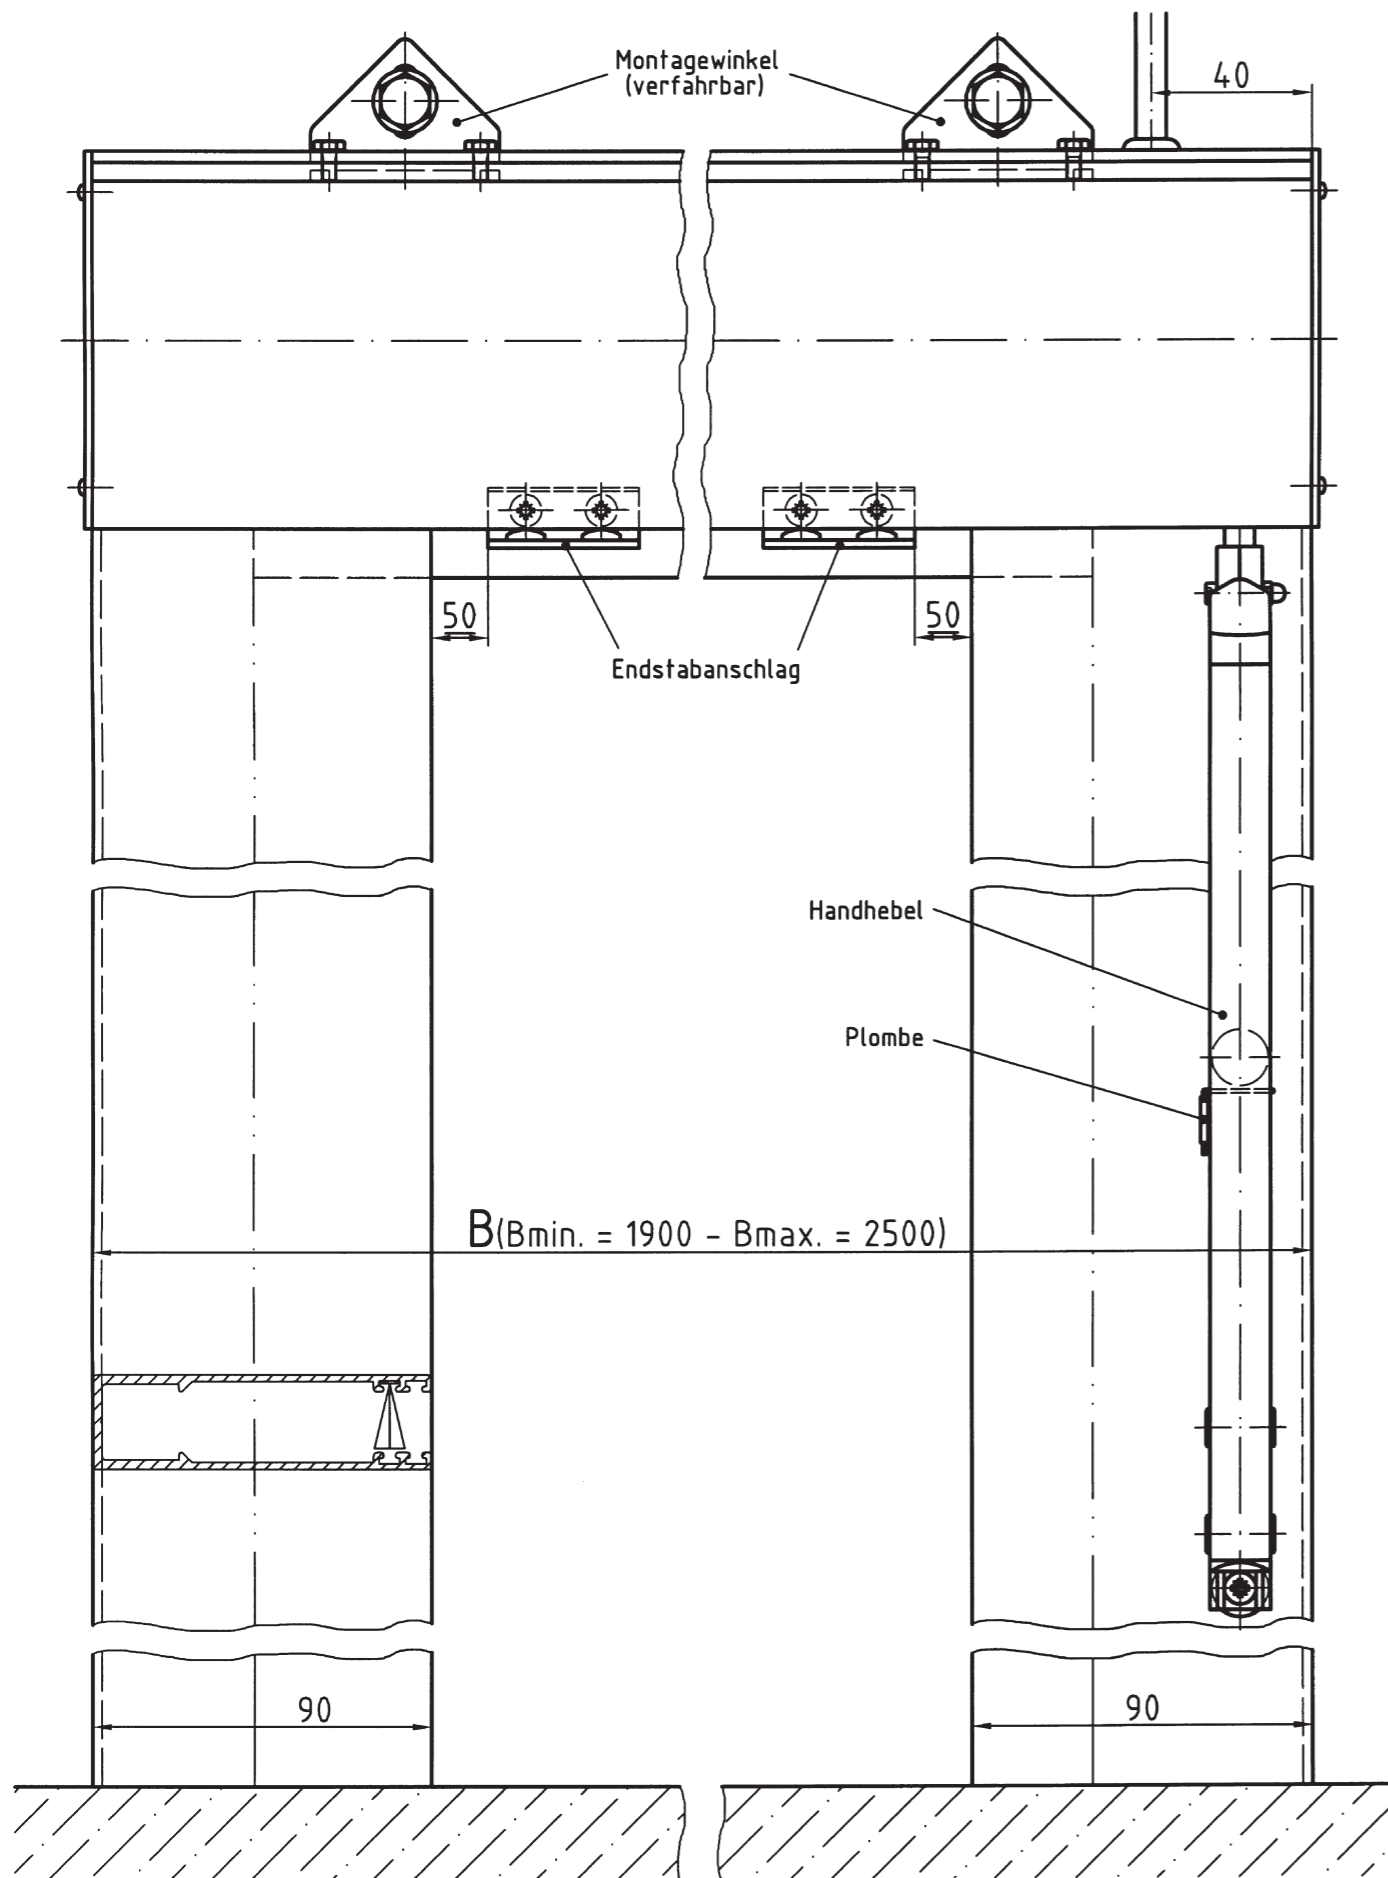 Montagewinkel
(verfahrbar)
40
50
50
Endstabanschlag
Handhebel
Plombe
B(Bmin. = 1900 - Bmax. = 2500)
90
90